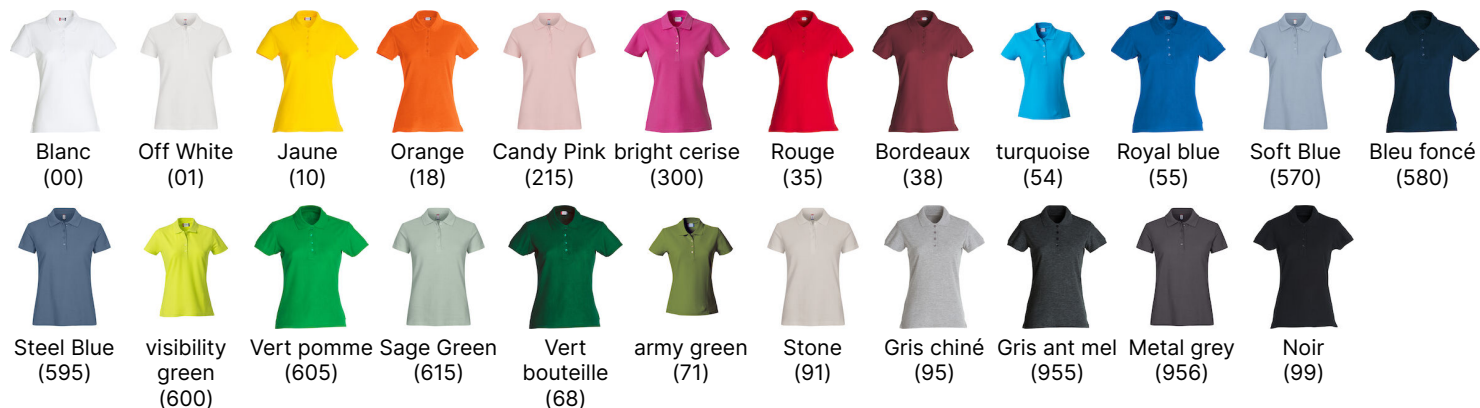 Blanc
(00)
Off White
(01)
Jaune
(10)
Orange
(18)
Candy Pink
(215)
bright cerise
(300)
Rouge
(35)
Bordeaux
(38)
turquoise
(54)
Royal blue
(55)
Soft Blue
(570)
Bleu foncé
(580)
Steel Blue
(595)
visibility
green
(600)
Vert pomme
(605)
Sage Green
(615)
Vert
bouteille
(68)
army green
(71)
Stone
(91)
Gris chiné
(95)
Gris ant mel
(955)
Metal grey
(956)
Noir
(99)